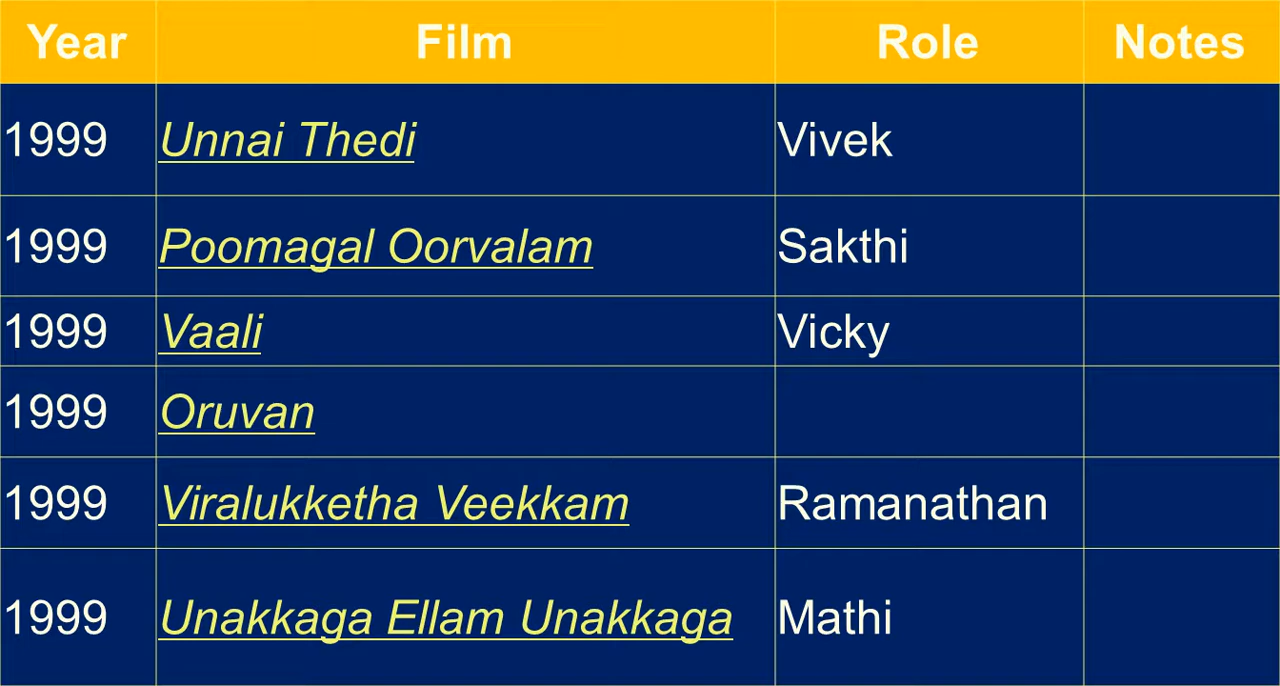 Year Film Role Notes
1999 Unnai Thedi Vivek
1999 Poomagal Oorvalam Sakthi
1999 Vaali Vicky
1999 Oruvan
1999 Viralukketha Veekkam Ramanathan
1999 Unakkaga Ellam Unakkaga Mathi